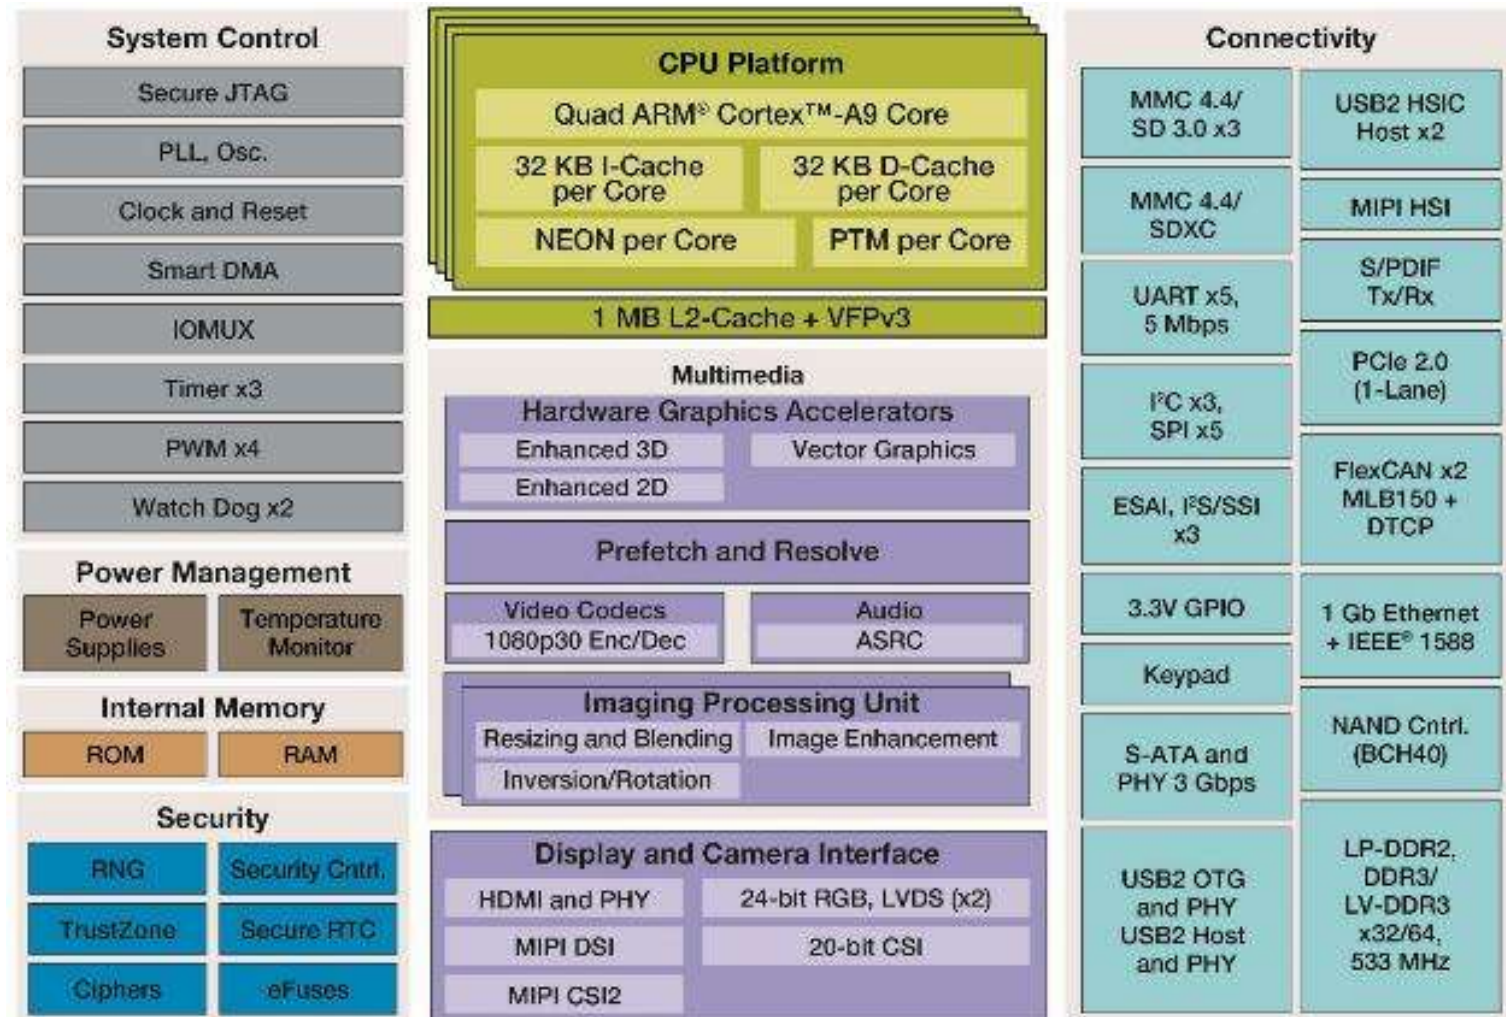 System Control
Secure JTAG
PLL, Osc.
Clock and Reset
Smart DMA
IOMUX
Timer x3
PWM x4
Watch Dog x2
Power Management
Power
Supplies
Temperature
Monitor
Internal Memory
ROM
RAM
Security
RNG
Security Cntrl.
TrustZone
Secure RTC
Ciphers
eFuses
CPU Platform
Quad ARM® Cortex™-A9 Core
32 KB I-Cache
per Core
32 KB D-Cache
per Core
NEON per Core
PTM per Core
1 MB L2-Cache + VFPv3
Multimedia
Hardware Graphics Accelerators
Enhanced 3D
Vector Graphics
Enhanced 2D
Prefetch and Resolve
Video Codecs
1080p30 Enc/Dec
Audio
ASRC
Imaging Processing Unit
Resizing and Blending
Image Enhancement
Inversion/Rotation
Display and Camera Interface
HDMI and PHY
24-bit RGB, LVDS (x2)
MIPI DSI
20-bit CSI
MIPI CSI2
Connectivity
MMC 4.4/
SD 3.0 x3
MMC 4.4/
SDXC
UART x5,
5 Mbps
I²C x3,
SPI x5
ESAI, I²S/SSI
x3
3.3V GPIO
Keypad
S-ATA and
PHY 3 Gbps
USB2 OTG
and PHY
USB2 Host
and PHY
USB2 HSIC
Host x2
MIPI HSI
S/PDIF
Tx/Rx
PCIe 2.0
(1-Lane)
FlexCAN x2
MLB150 +
DTCP
1 Gb Ethernet
+ IEEE® 1588
NAND Cntrl.
(BCH40)
LP-DDR2,
DDR3/
LV-DDR3
x32/64,
533 MHz